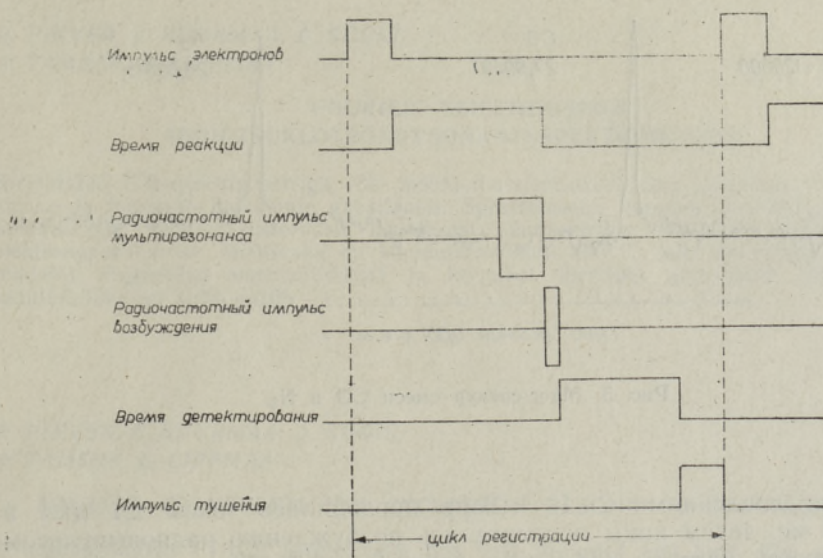 Импульс электронов
Время реакции
Радиочастотный импульс
мультирезонанса
Радиочастотный импульс
возбуждения
Время детектирования
Импульс тушения
цикл регистрации